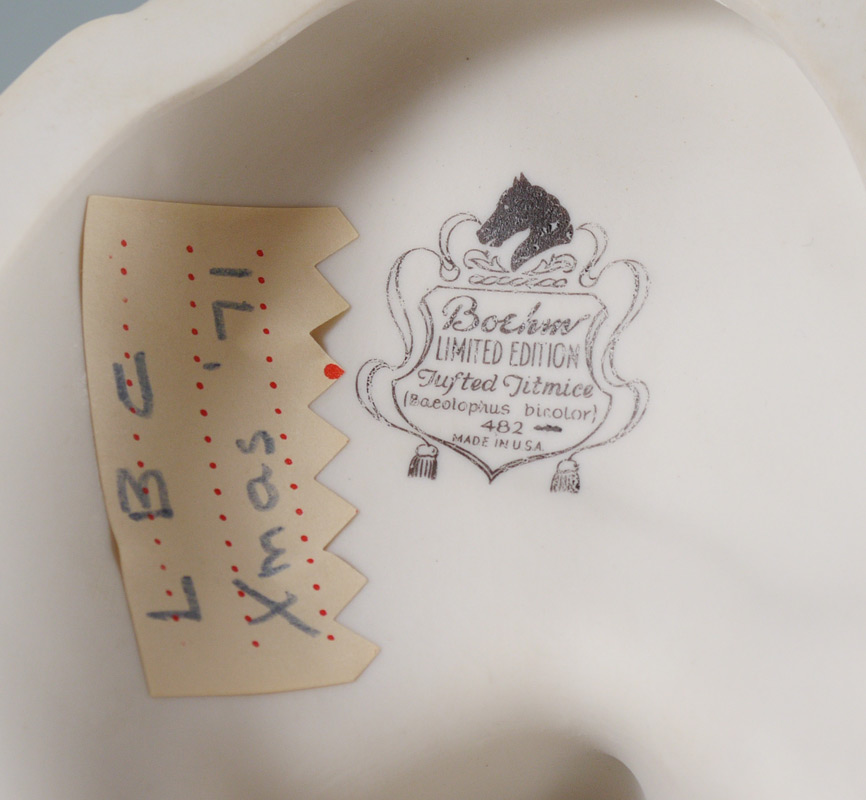 L B C
Xmas '71
Boehm
LIMITED EDITION
Tufted Titmice
(Baeolophus bicolor)
482
MADE IN U.S.A.